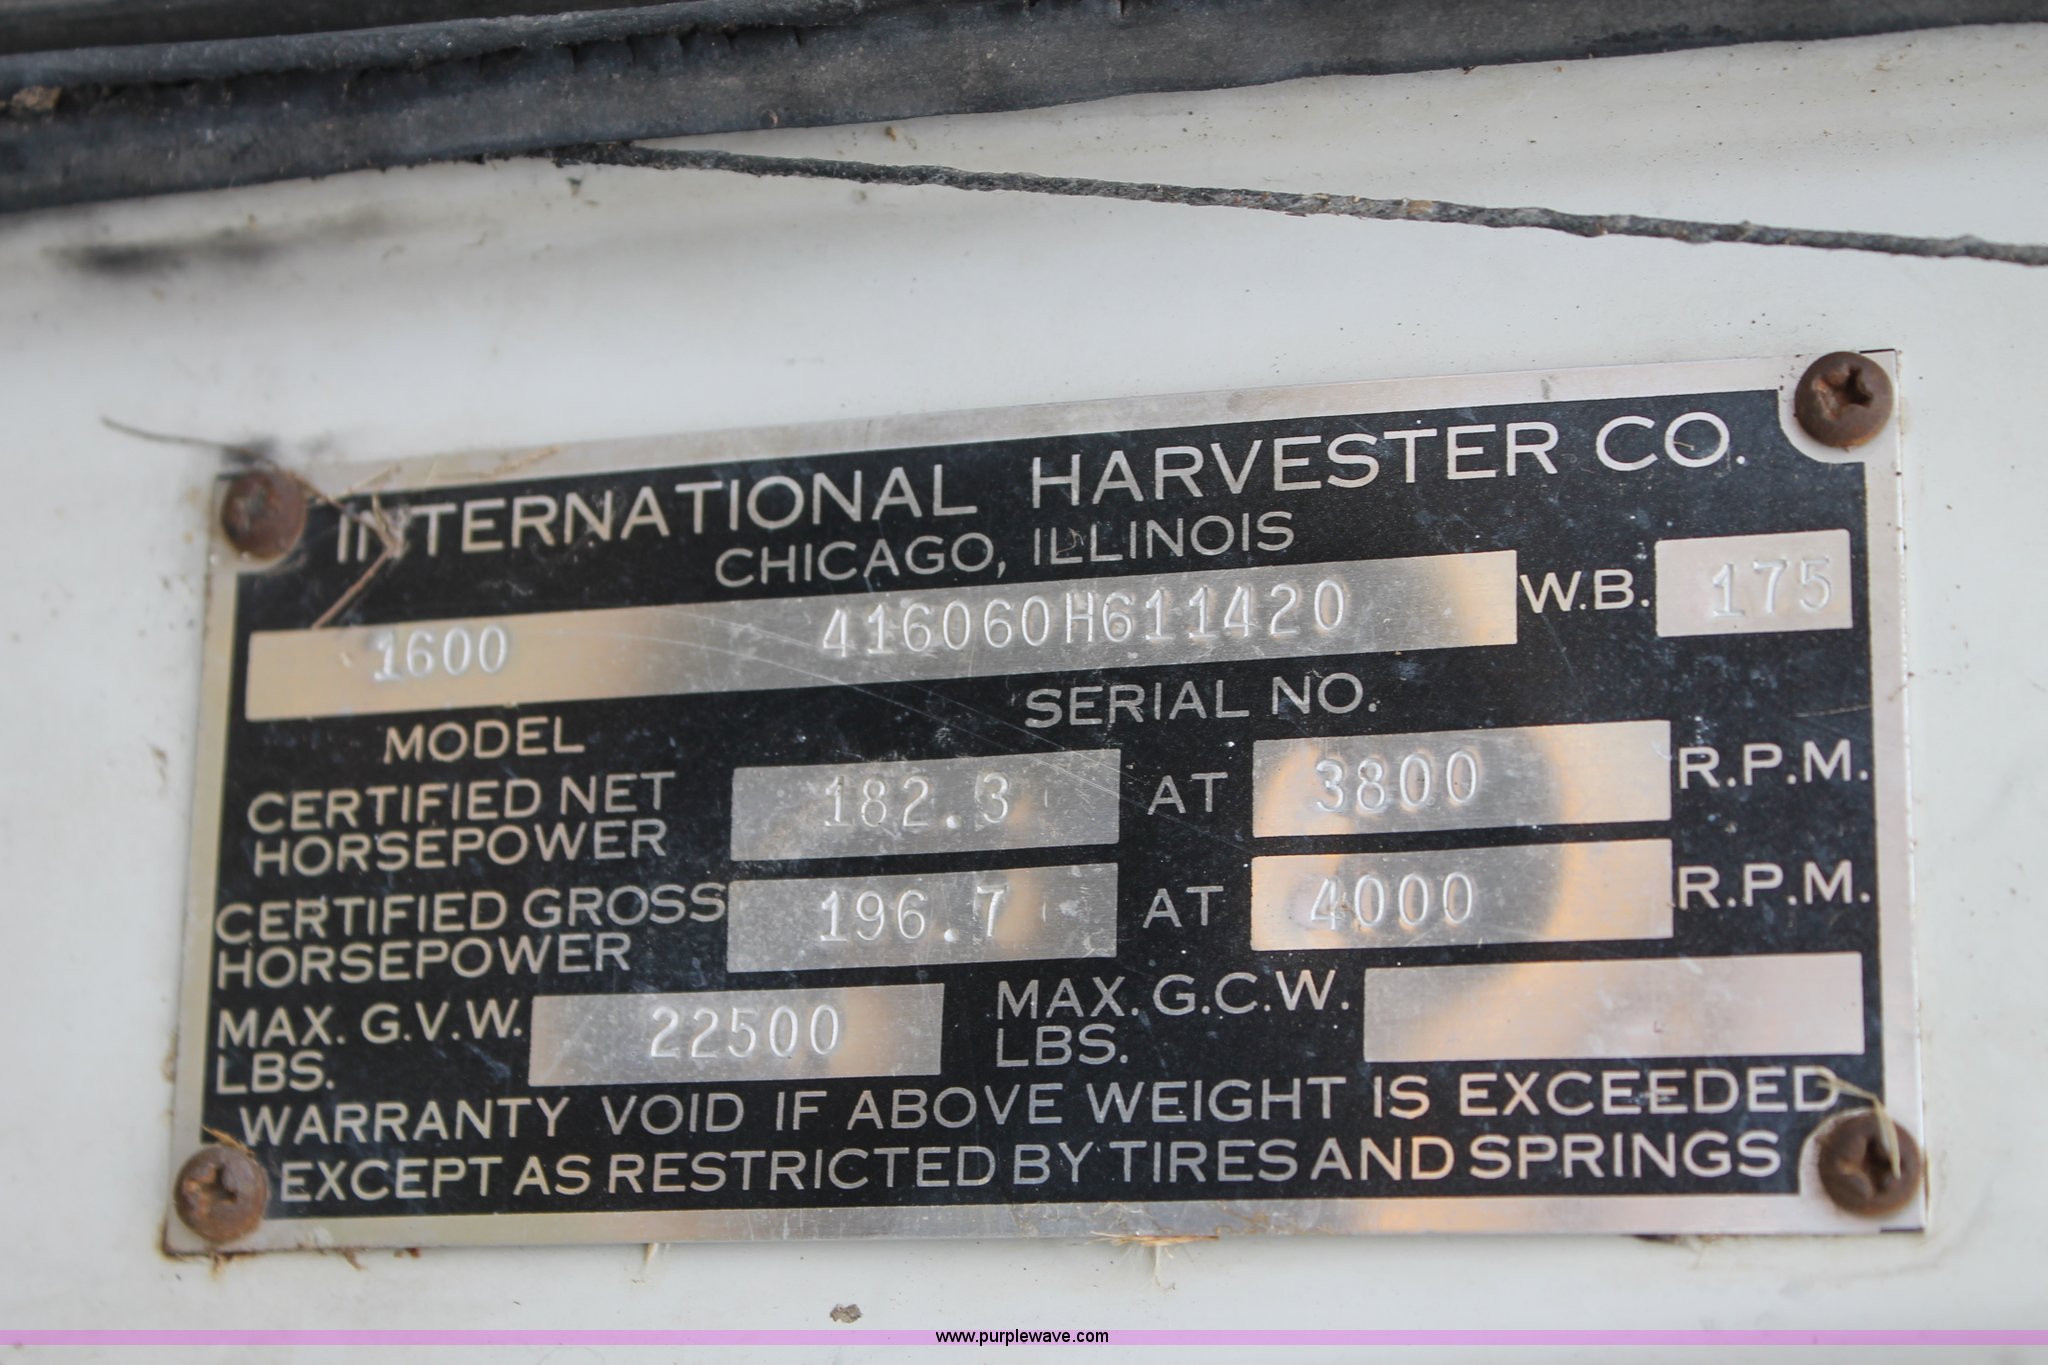 INTERNATIONAL HARVESTER CO.
CHICAGO, ILLINOIS
1600 416060H611420 W.B. 175
MODEL SERIAL NO.
CERTIFIED NET HORSEPOWER 182.3 AT 3800 R.P.M.
CERTIFIED GROSS HORSEPOWER 196.7 AT 4000 R.P.M.
MAX. G.V.W. LBS. 22500 MAX. G.C.W. LBS.
WARRANTY VOID IF ABOVE WEIGHT IS EXCEEDED
EXCEPT AS RESTRICTED BY TIRES AND SPRINGS
www.purplewave.com